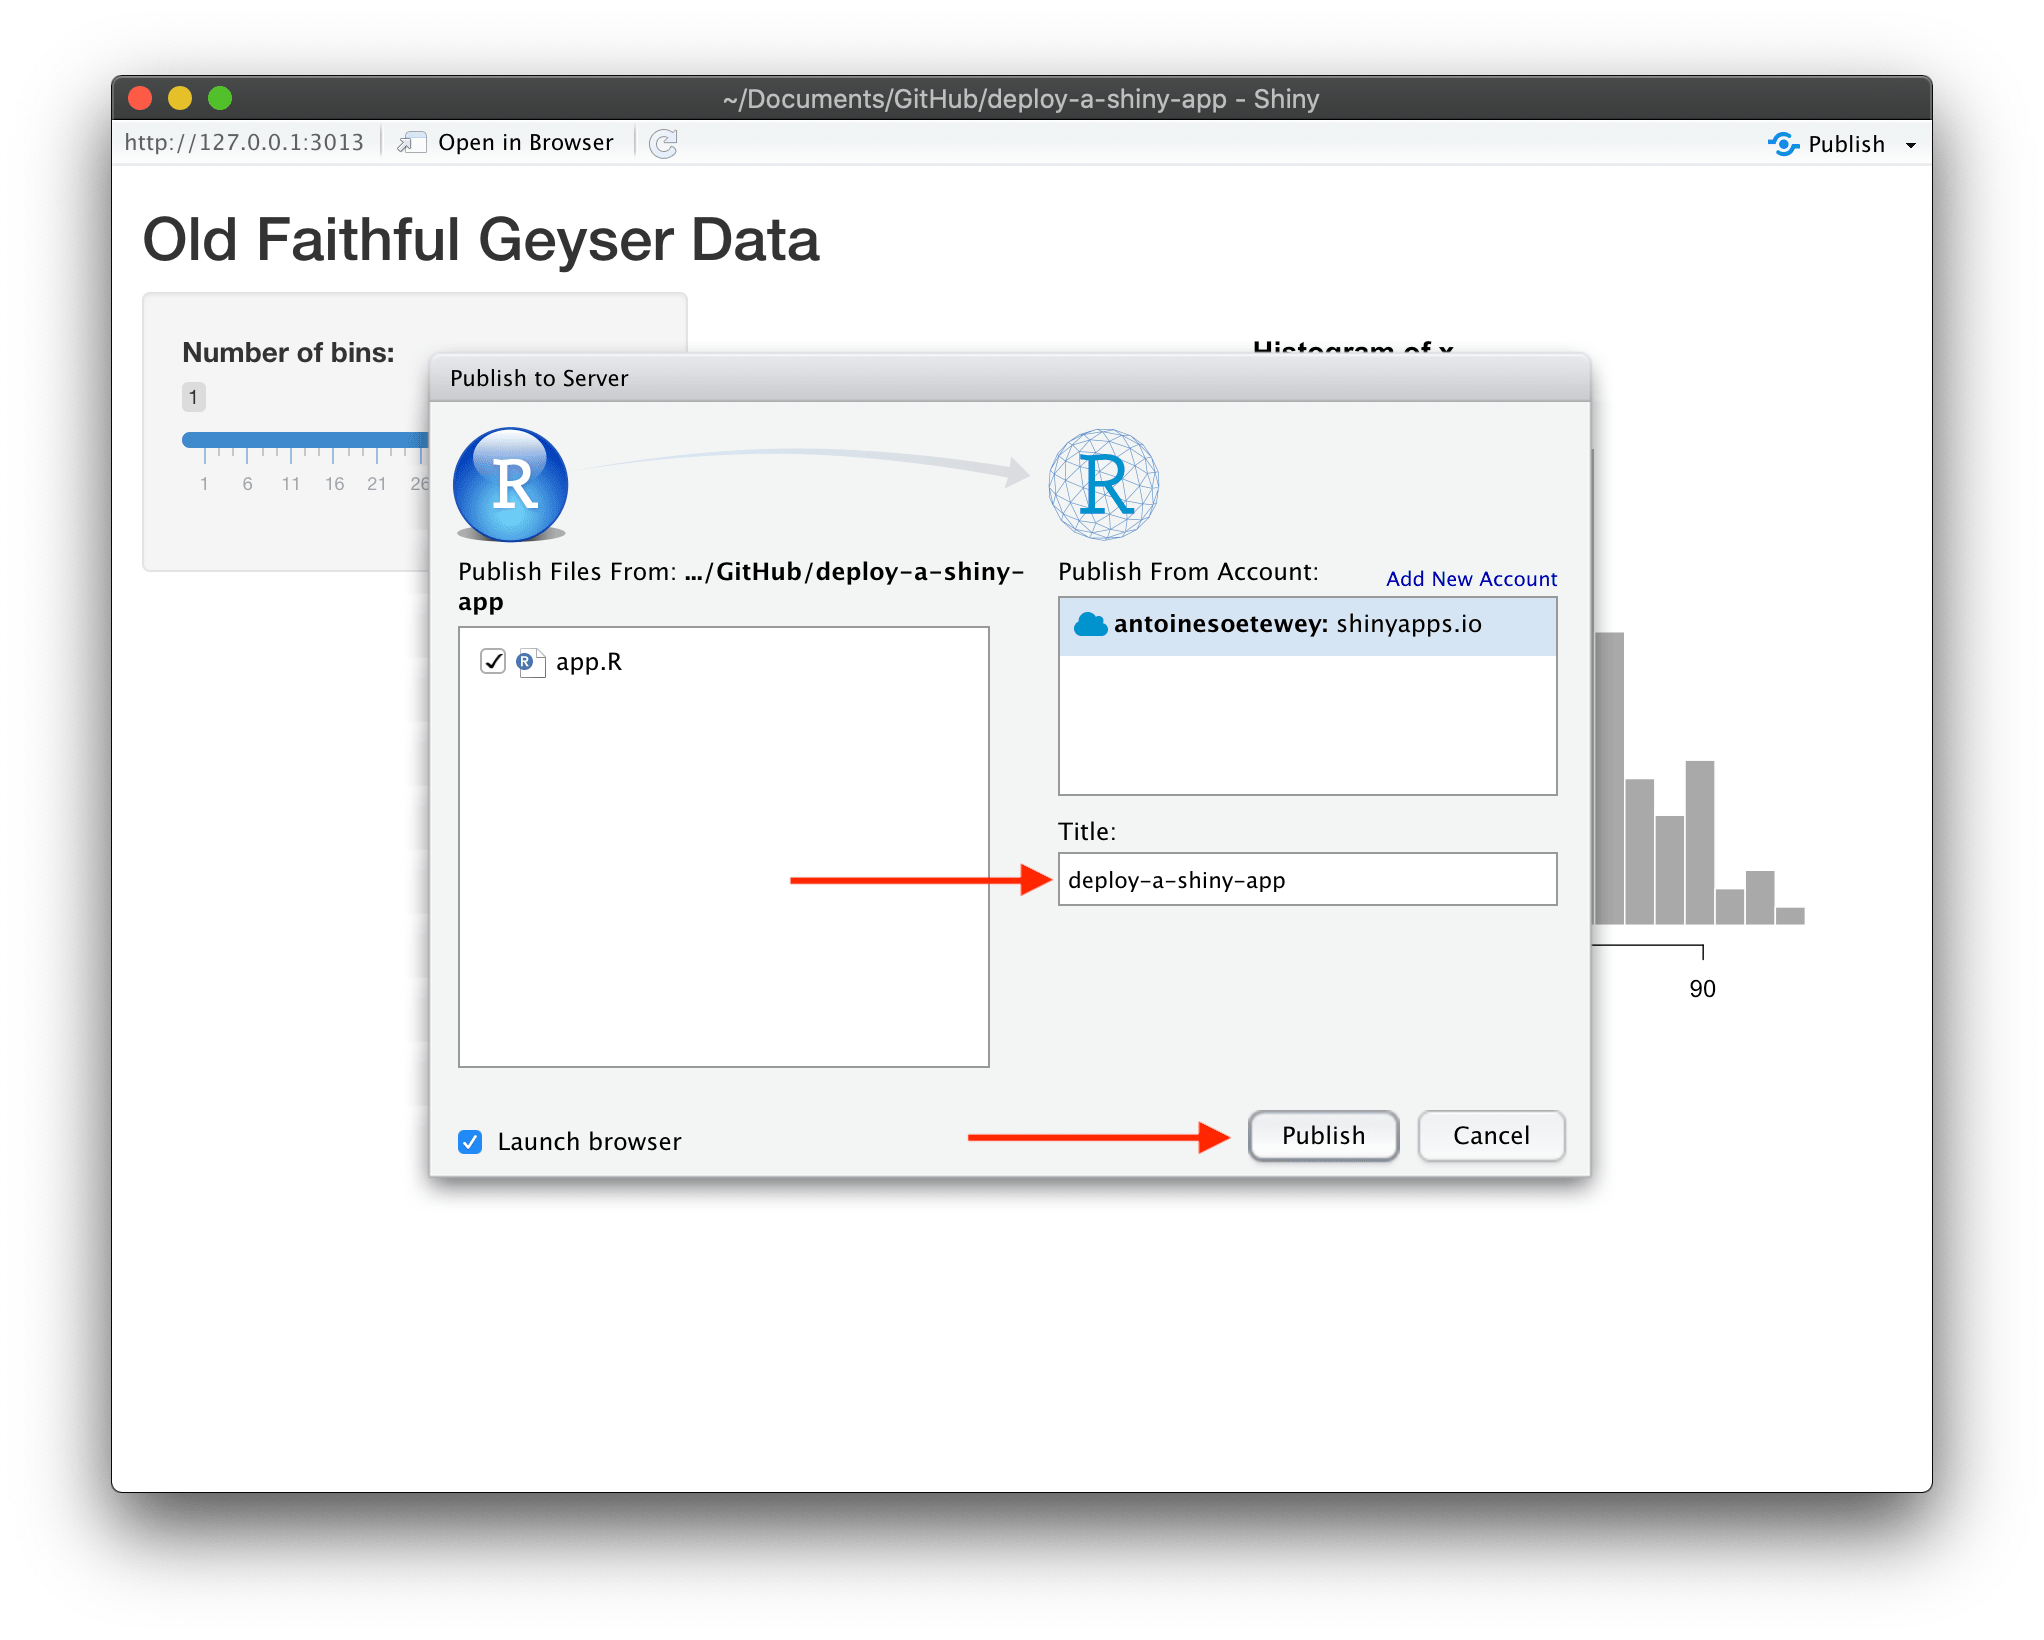 ~/Documents/GitHub/deploy-a-shiny-app - Shiny
http://127.0.0.1:3013 Open in Browser Publish
Old Faithful Geyser Data
Number of bins:
1
1 6 11 16 21 26
Histogram of x
Publish to Server
R R
Publish Files From: .../GitHub/deploy-a-shiny-
app
R app.R
Publish From Account: Add New Account
antoinesoetewey: shinyapps.io
Title:
deploy-a-shiny-app
90
Launch browser
Publish Cancel